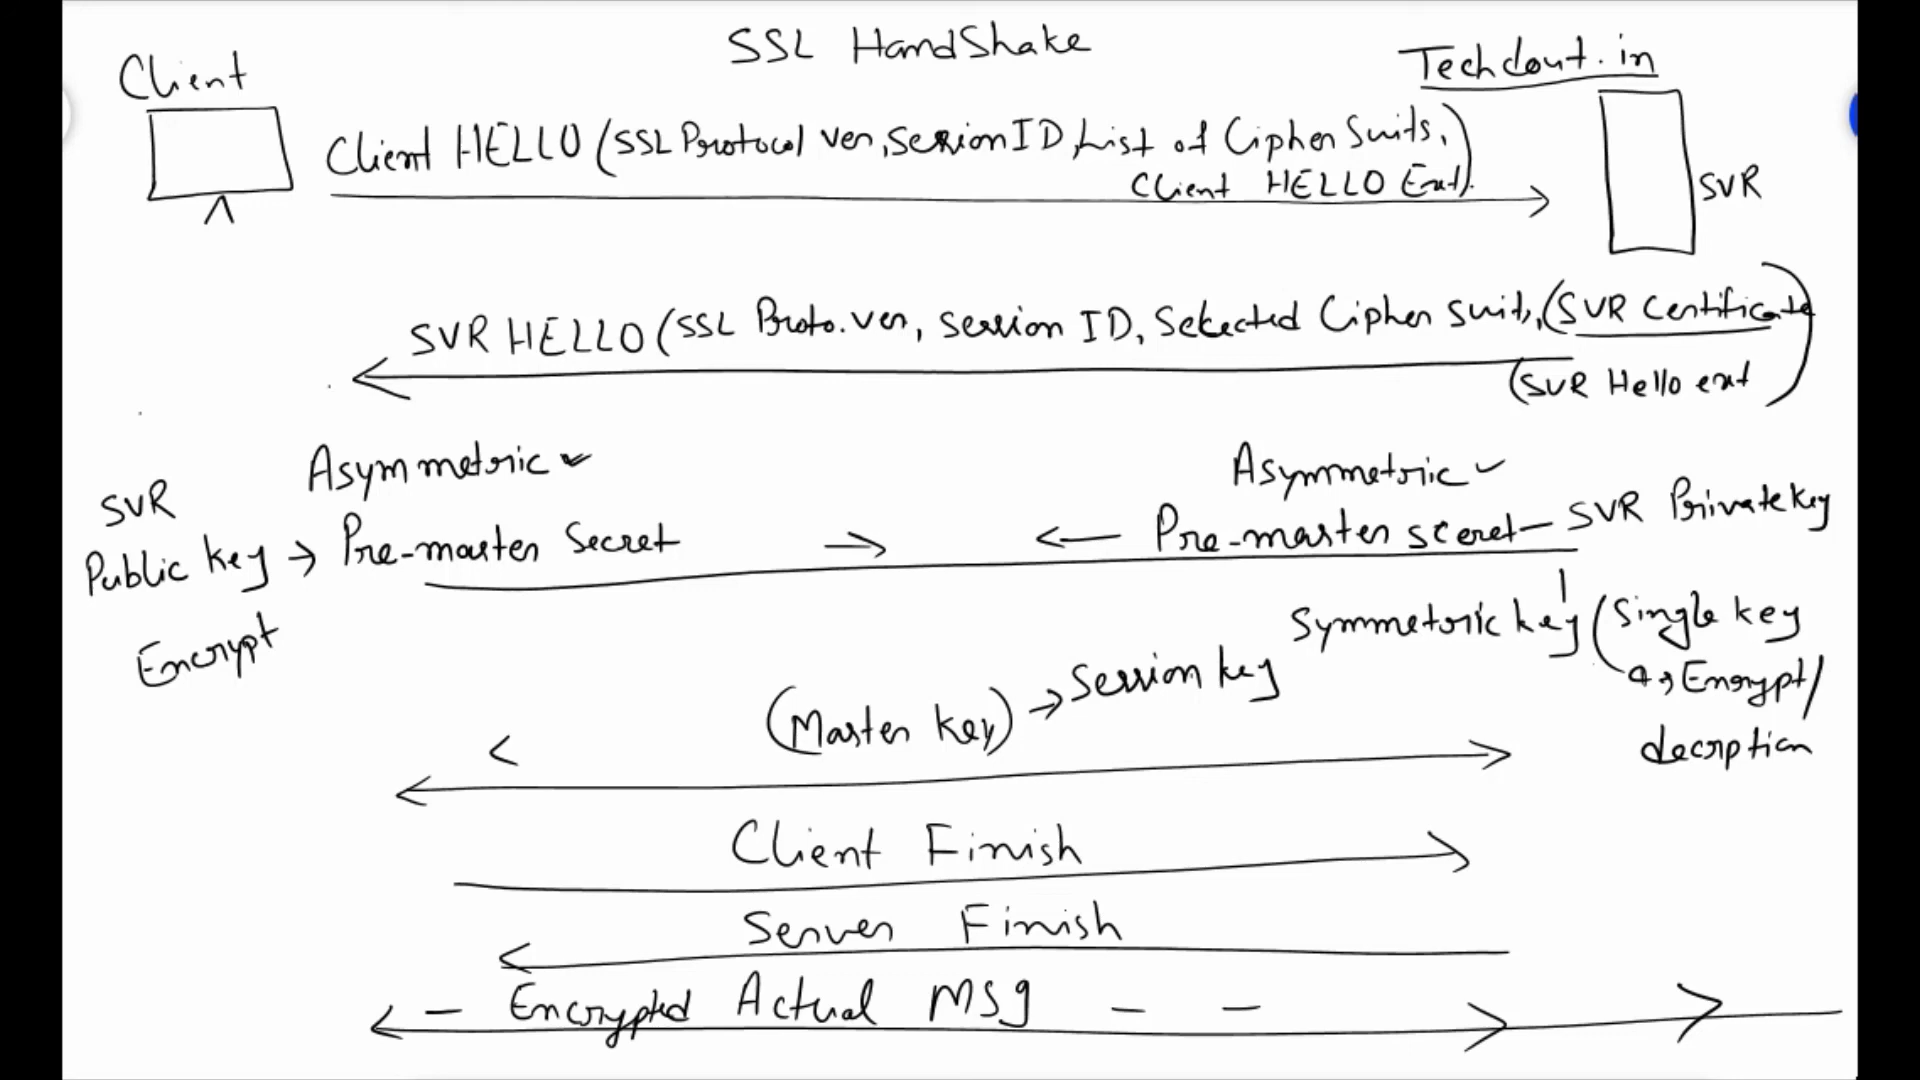 SSL HandShake
Client
Techclout.in
Client HELLO (SSL Protocol Ver, Session ID, List of Cipher Suits,
Client HELLO Ext).
SVR
SVR HELLO (SSL Proto. Ver, Session ID, Selected Cipher Suit, (SVR Certificate
(SVR Hello ext
Asymmetric
Asymmetric
SVR
Public Key → Pre-master Secret → ← Pre-master secret – SVR Private Key
Encrypt
Symmetoric key (Single key
Encrypt/
decrption
(Master Key) → Session key
Client Finish
Server Finish
– Encrypted Actual MSg – –